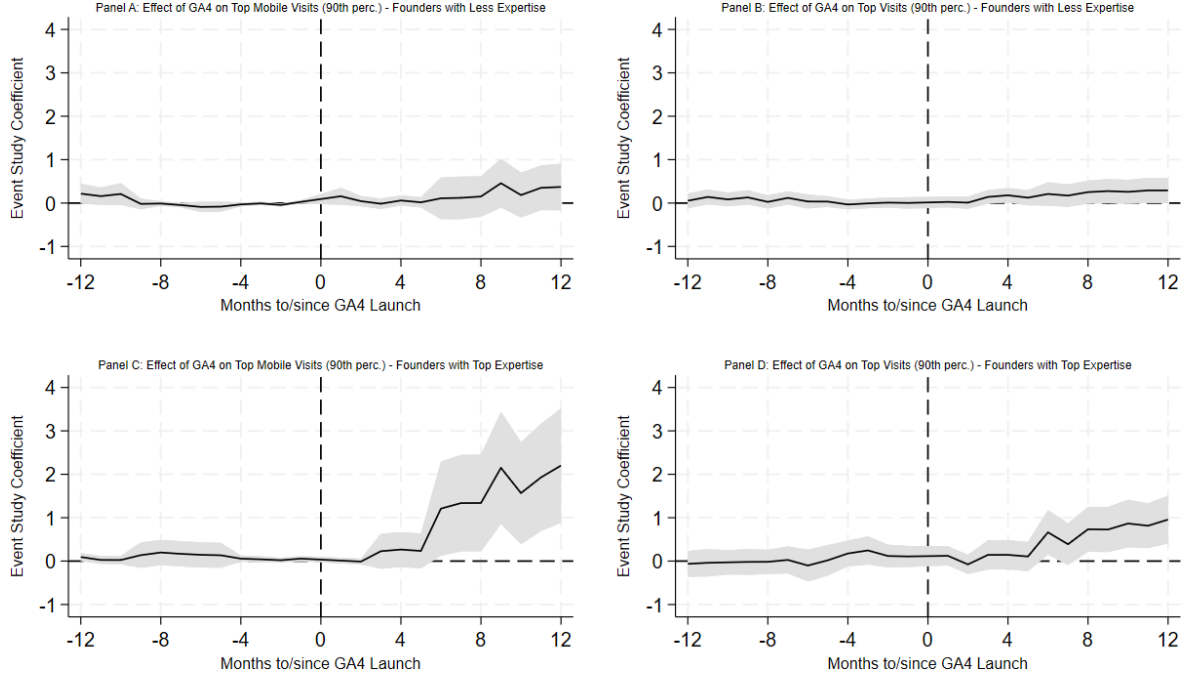 Panel A: Effect of GA4 on Top Mobile Visits (90th perc.) - Founders with Less Expertise
Event Study Coefficient
4
3
2
1
0
-1
-12 -8 -4 0 4 8 12
Months to/since GA4 Launch
Panel B: Effect of GA4 on Top Visits (90th perc.) - Founders with Less Expertise
Event Study Coefficient
4
3
2
1
0
-1
-12 -8 -4 0 4 8 12
Months to/since GA4 Launch
Panel C: Effect of GA4 on Top Mobile Visits (90th perc.) - Founders with Top Expertise
Event Study Coefficient
4
3
2
1
0
-1
-12 -8 -4 0 4 8 12
Months to/since GA4 Launch
Panel D: Effect of GA4 on Top Visits (90th perc.) - Founders with Top Expertise
Event Study Coefficient
4
3
2
1
0
-1
-12 -8 -4 0 4 8 12
Months to/since GA4 Launch